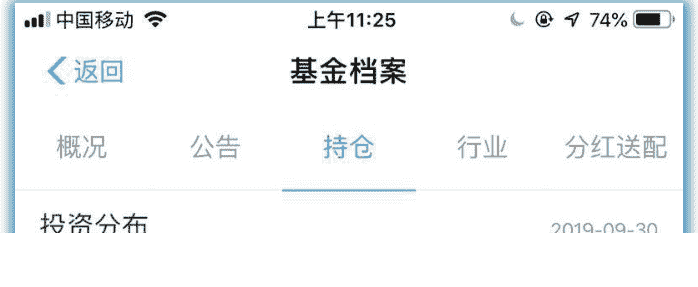 中国移动 上午11:25 74%
返回 基金档案
概况 公告 持仓 行业 分红送配
投资分布 2019-09-30